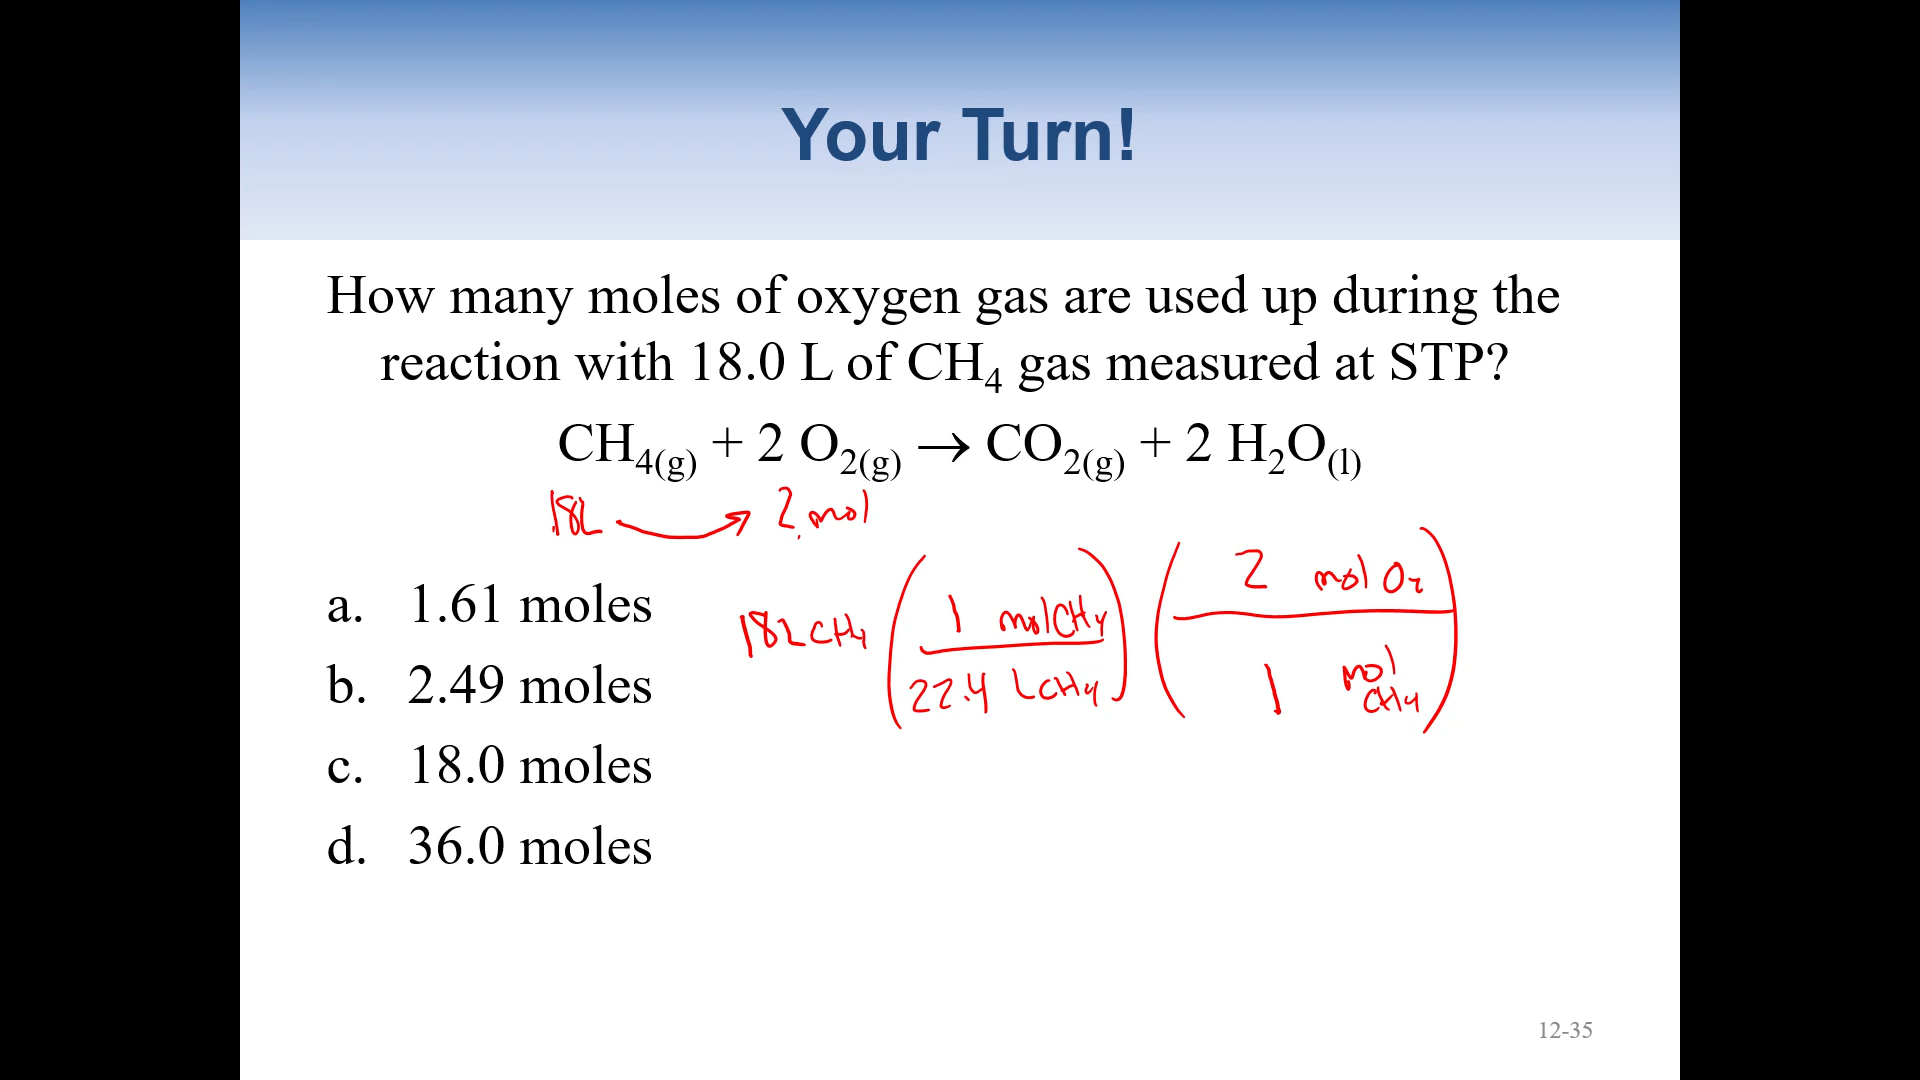 Your Turn!
How many moles of oxygen gas are used up during the
reaction with 18.0 L of CH₄ gas measured at STP?
CH₄₍g₎ + 2 O₂₍g₎ → CO₂₍g₎ + 2 H₂O₍l₎
18L → ? mol
a. 1.61 moles
b. 2.49 moles
c. 18.0 moles
d. 36.0 moles
18L CH₄ (1 mol CH₄ / 22.4 L CH₄) (2 mol O₂ / 1 mol CH₄)
12-35